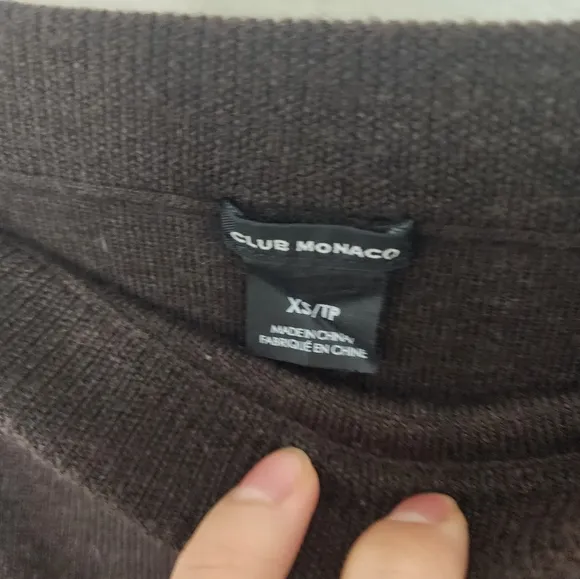 CLUB MONACO
XS/TP
MADE IN CHINA/
FABRIQUÉ EN CHINE